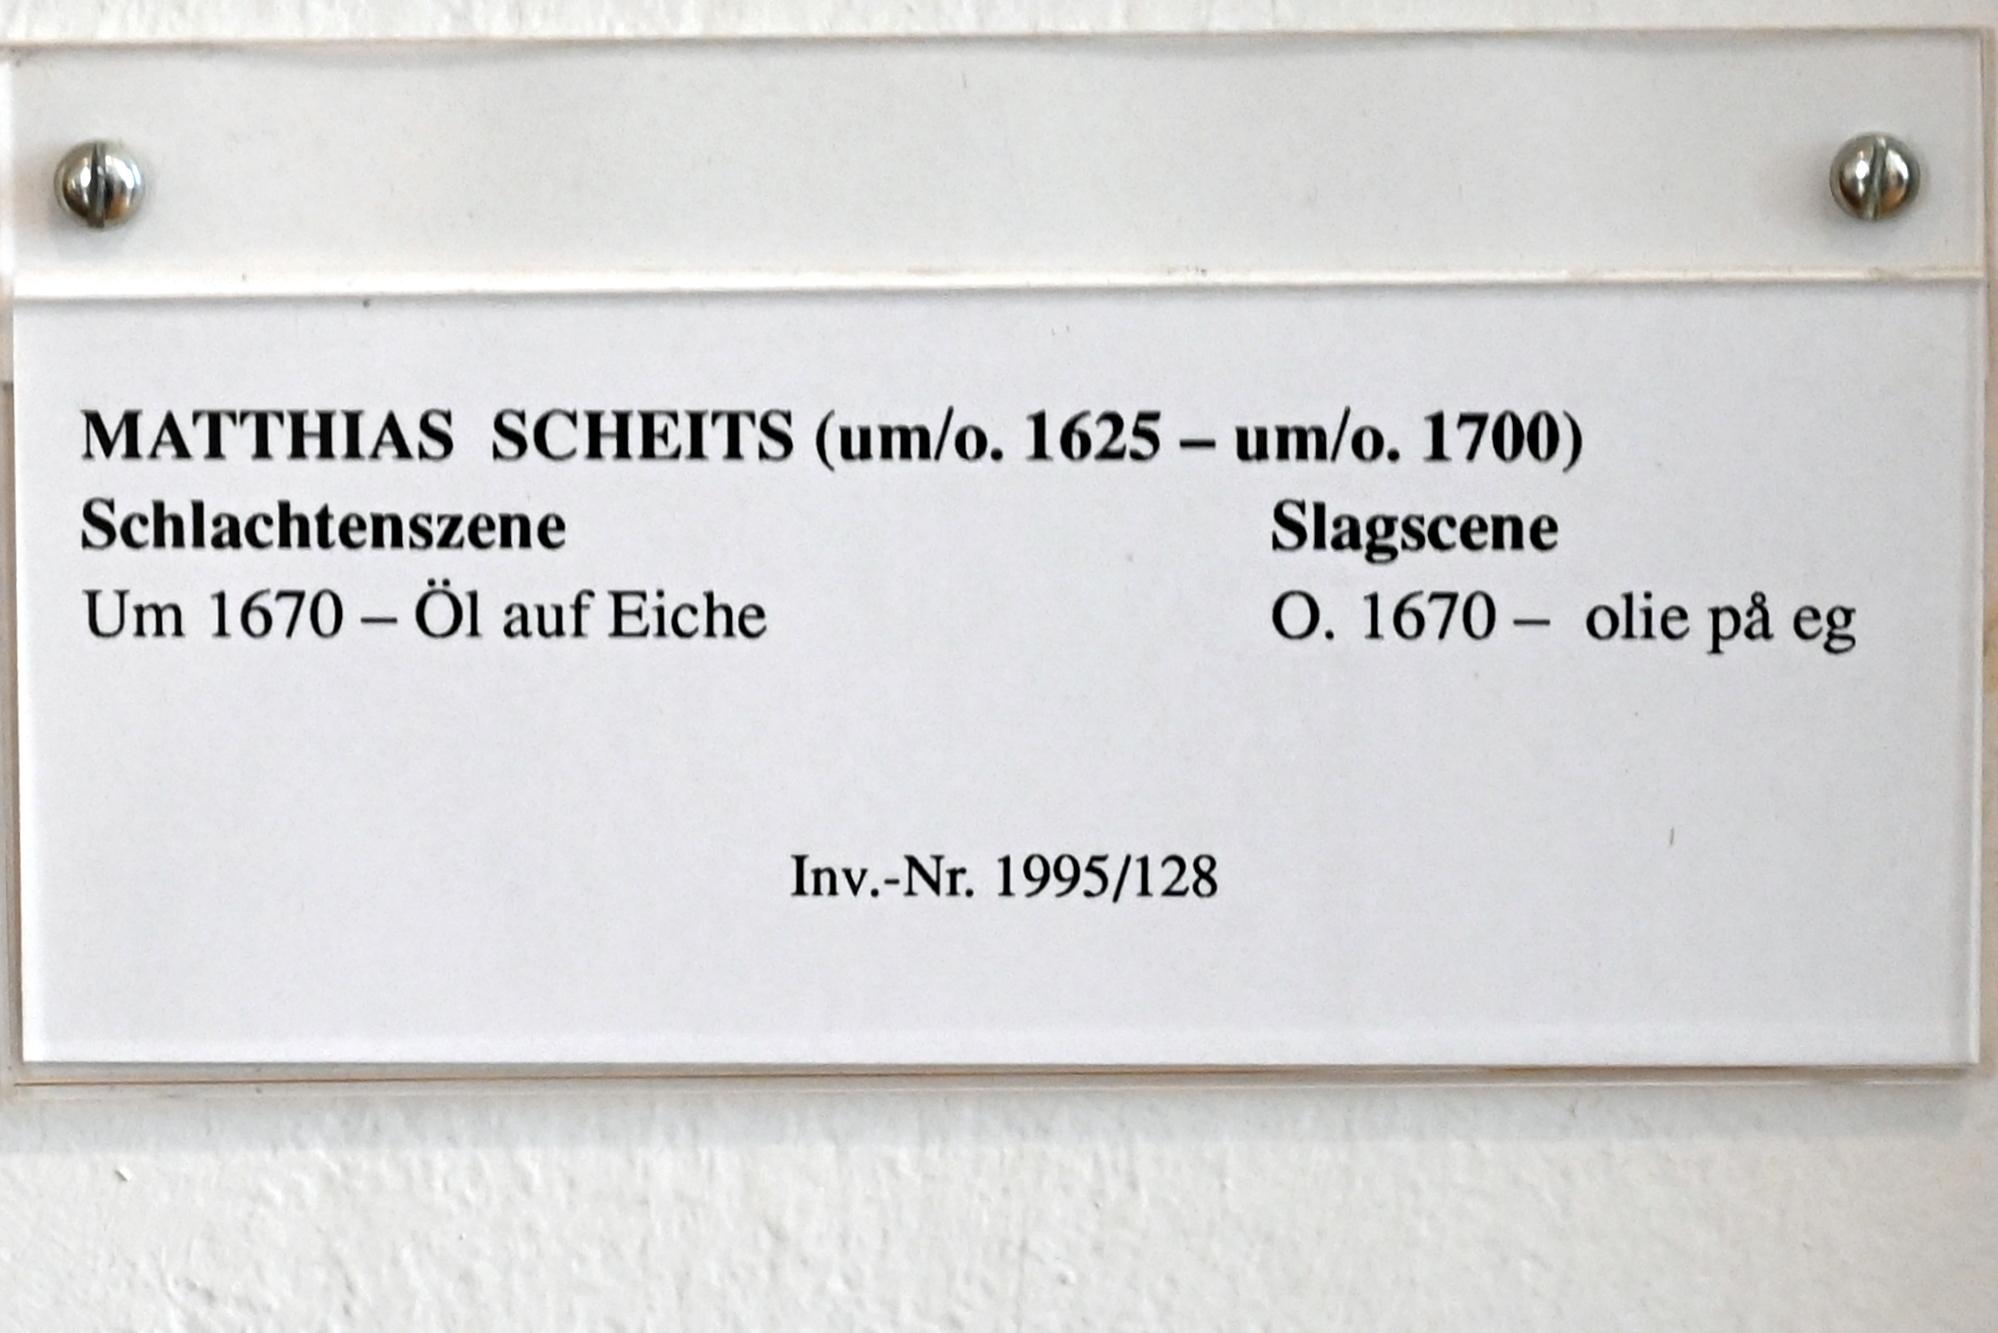 MATTHIAS SCHEITS (um/o. 1625 – um/o. 1700)
Schlachtenszene
Um 1670 – Öl auf Eiche
Slagscene
O. 1670 – olie på eg
Inv.-Nr. 1995/128